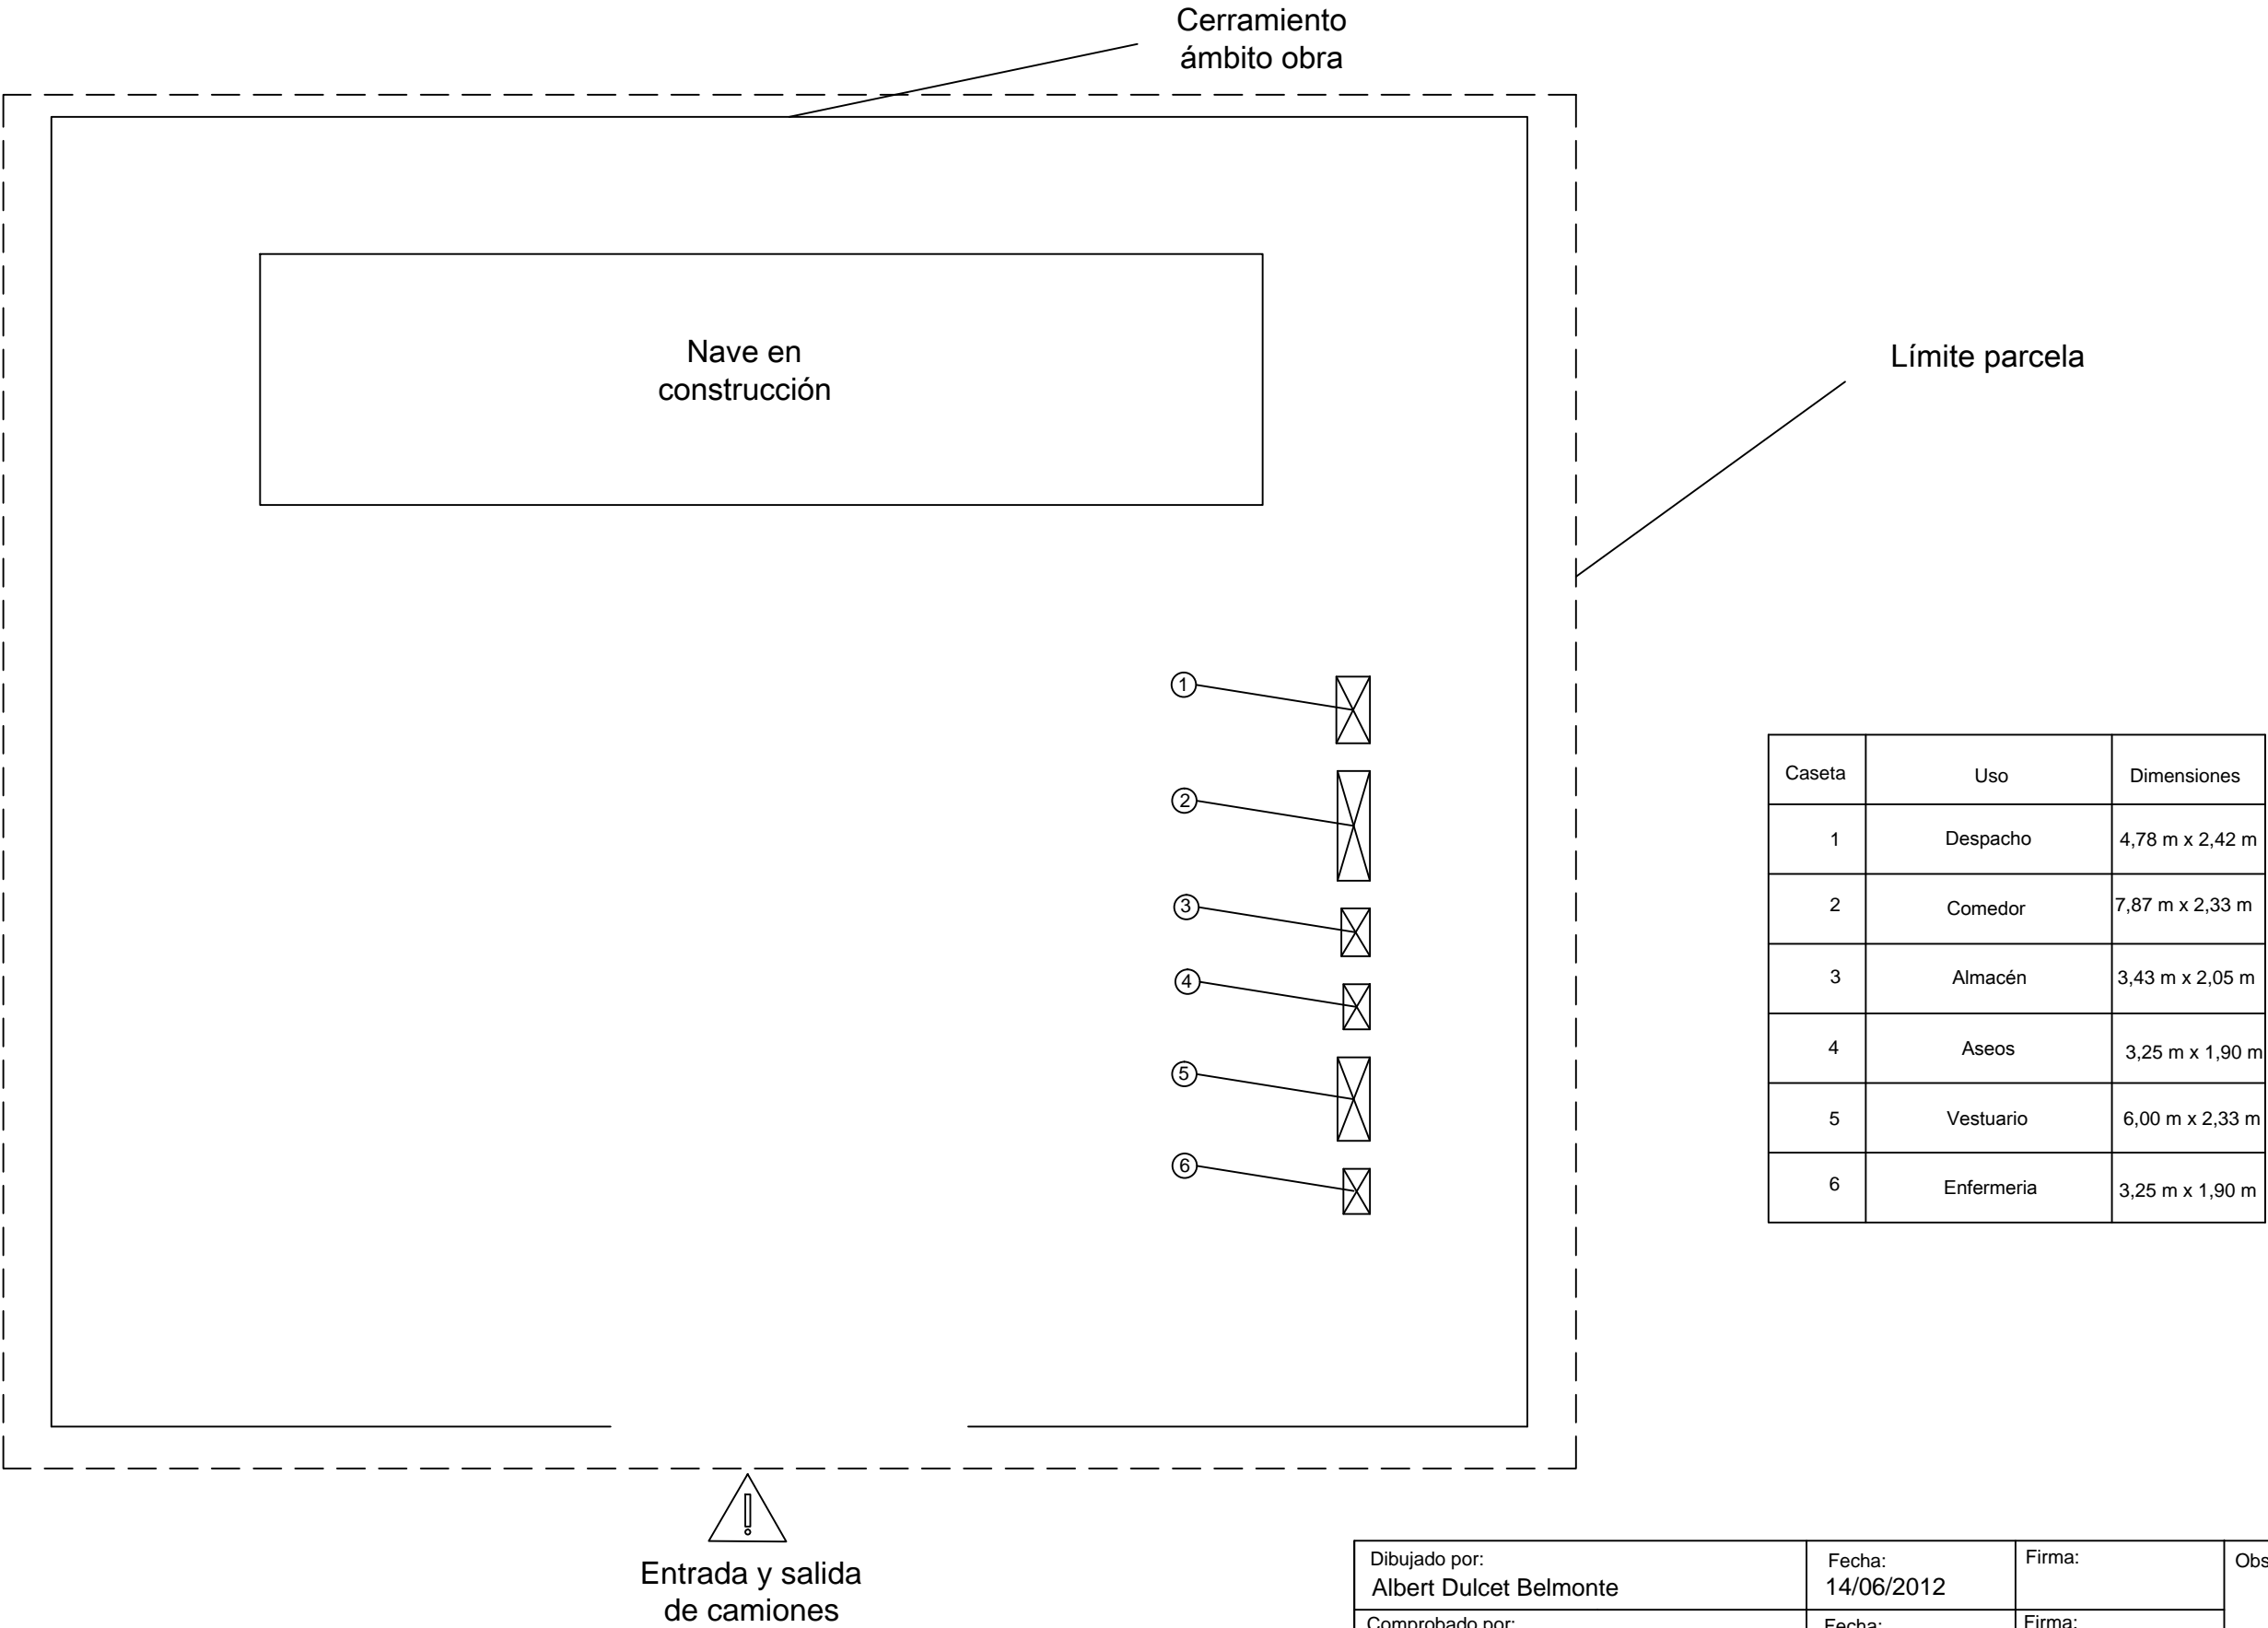 Cerramiento
ámbito obra
Nave en
construcción
Límite parcela
1
2
3
4
5
6
Caseta Uso Dimensiones
1 Despacho 4,78 m x 2,42 m
2 Comedor 7,87 m x 2,33 m
3 Almacén 3,43 m x 2,05 m
4 Aseos 3,25 m x 1,90 m
5 Vestuario 6,00 m x 2,33 m
6 Enfermeria 3,25 m x 1,90 m
Entrada y salida
de camiones
Dibujado por: Fecha: Firma: Obs
Albert Dulcet Belmonte 14/06/2012
Comprobado por: Fecha: Firma: